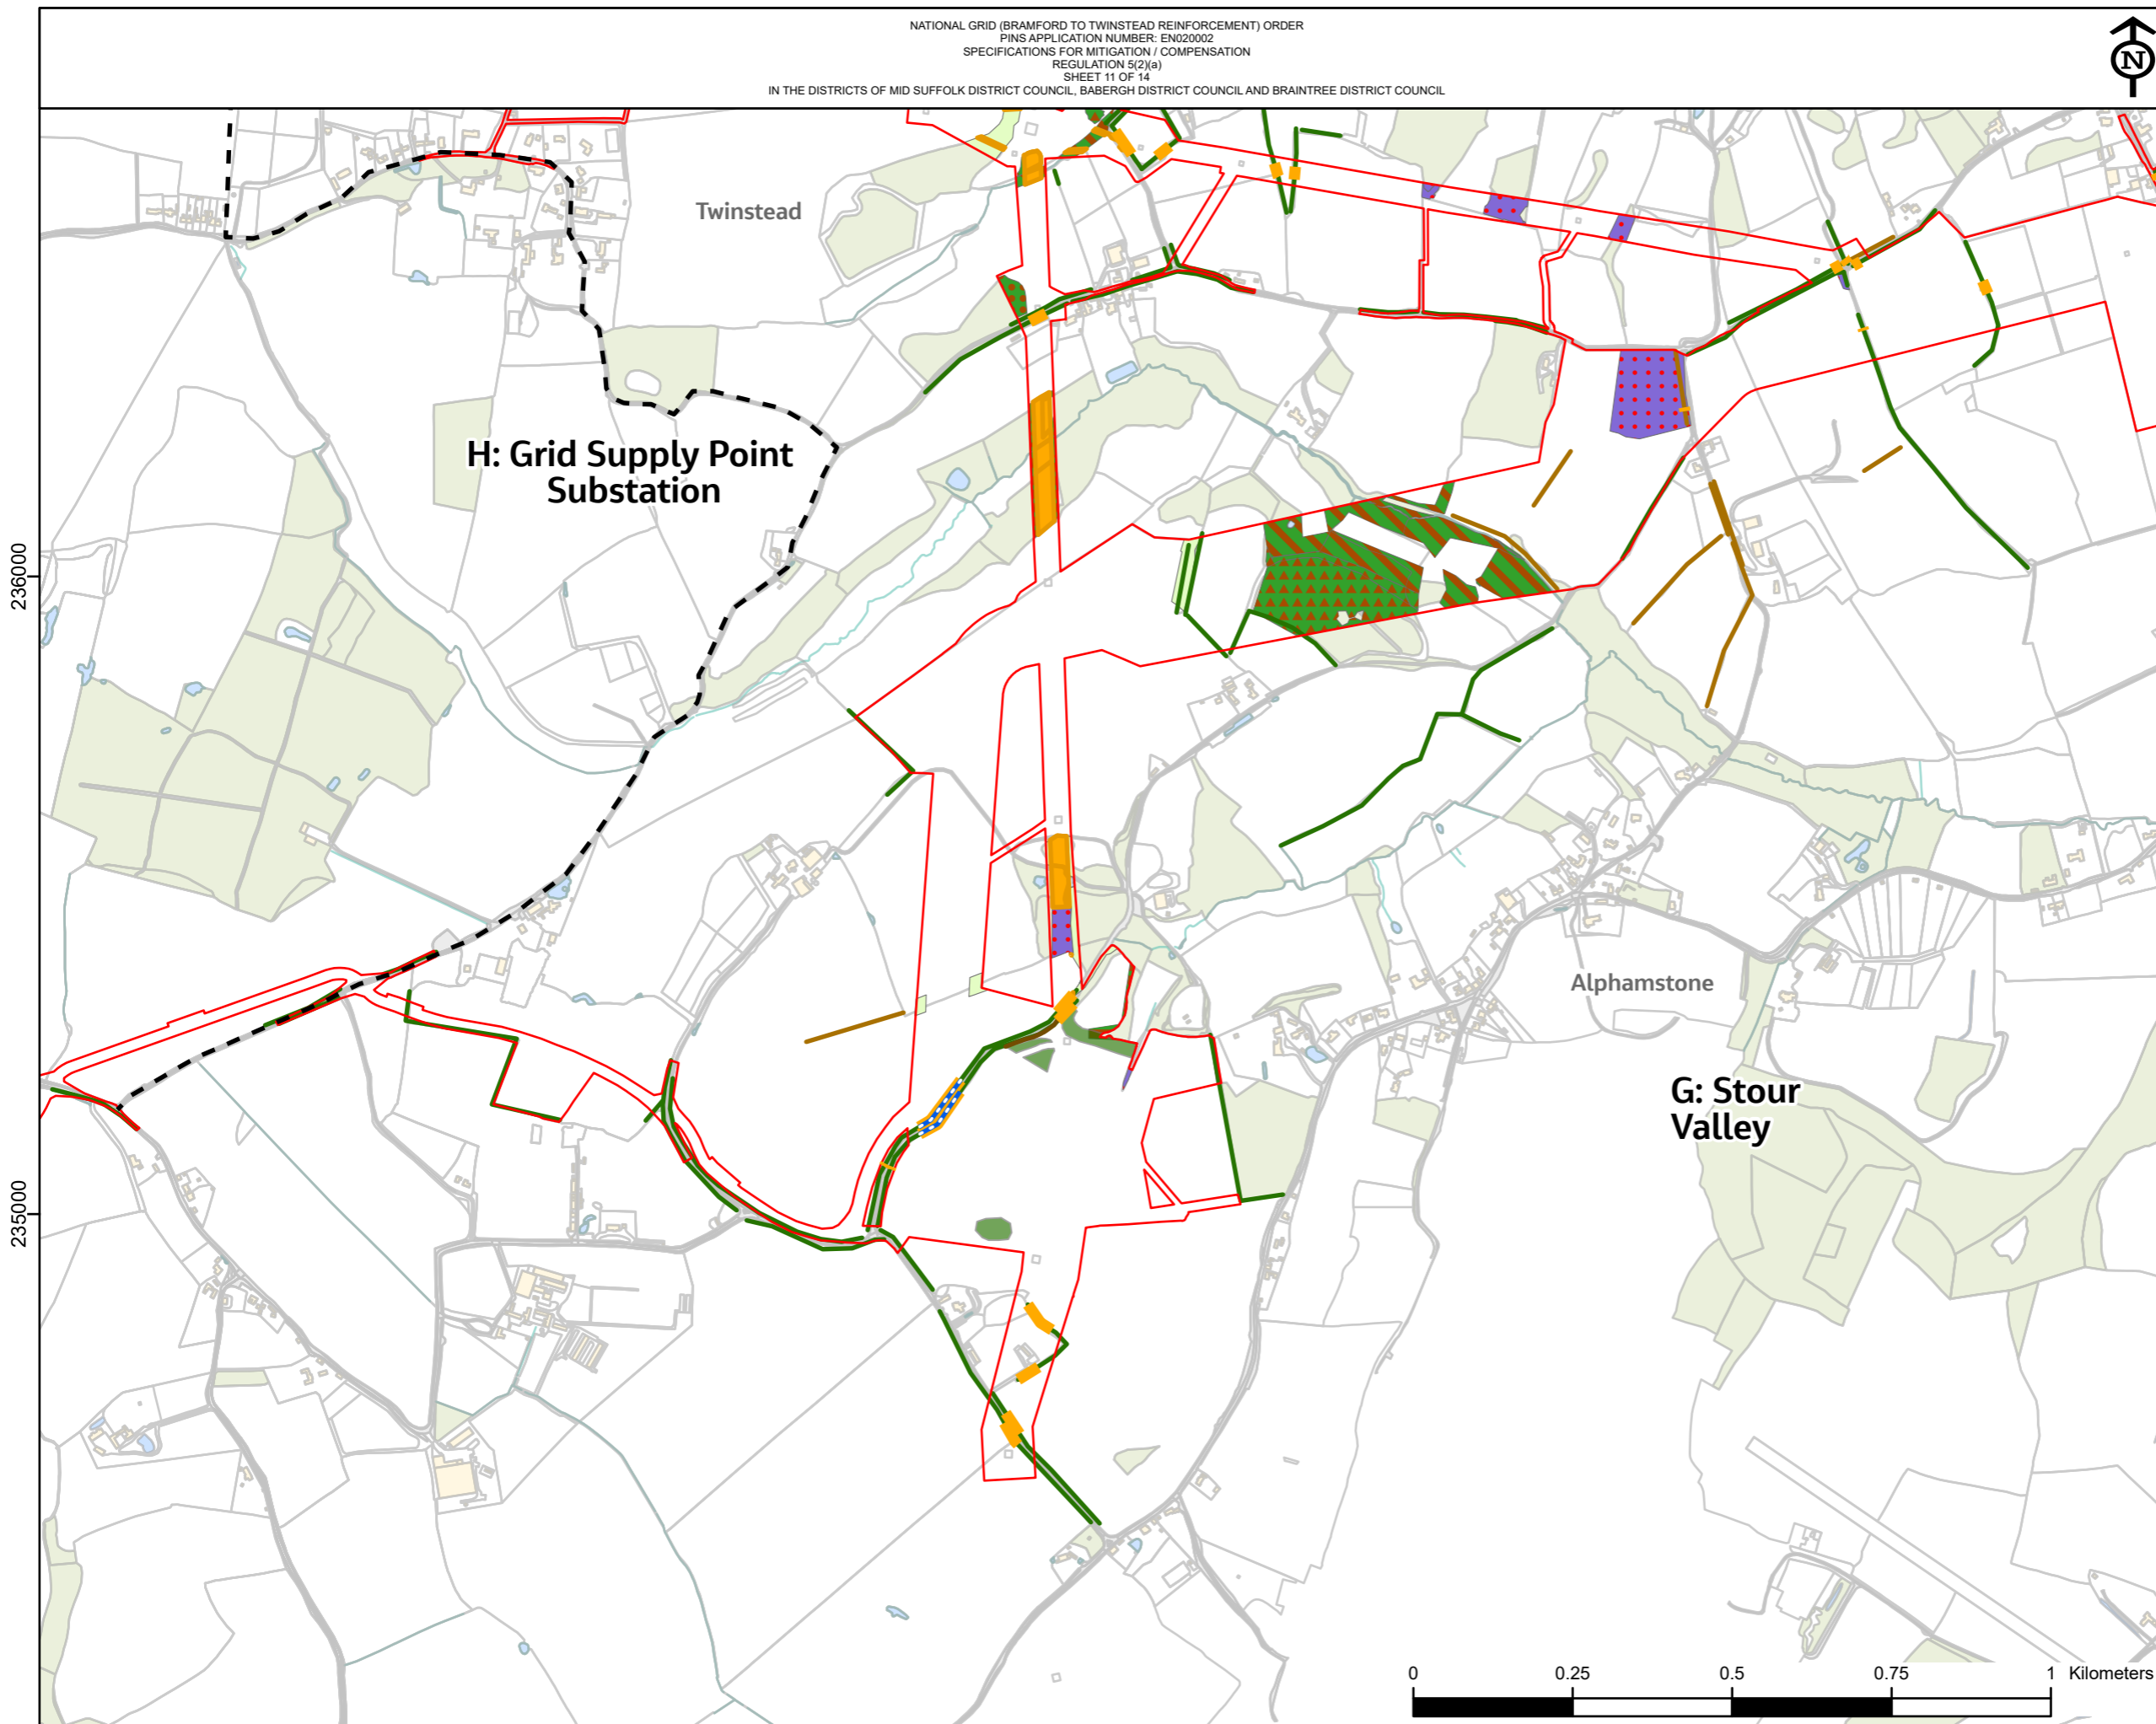 NATIONAL GRID (BRAMFORD TO TWINSTEAD REINFORCEMENT) ORDER
PINS APPLICATION NUMBER: EN020002
SPECIFICATIONS FOR MITIGATION / COMPENSATION
REGULATION 5(2)(a)
SHEET 11 OF 14
IN THE DISTRICTS OF MID SUFFOLK DISTRICT COUNCIL, BABERGH DISTRICT COUNCIL AND BRAINTREE DISTRICT COUNCIL
N
Twinstead
H: Grid Supply Point
Substation
236000
Alphamstone
G: Stour
Valley
235000
0 0.25 0.5 0.75 1 Kilometers